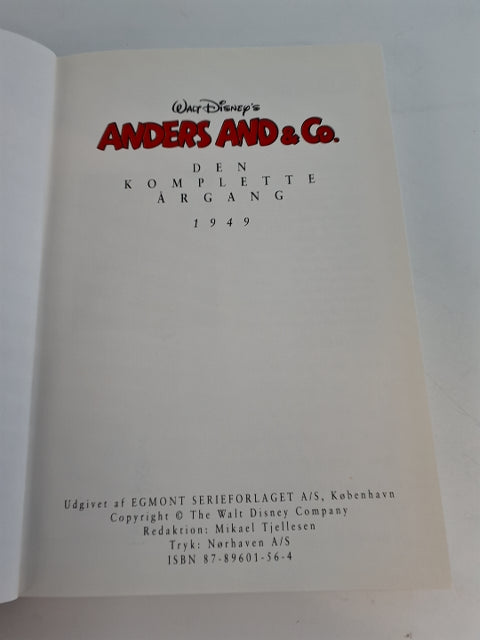 Walt Disney's
ANDERS AND & Co.
DEN
KOMPLETTE
ÅRGANG
1949
Udgivet af EGMONT SERIEFORLAGET A/S, København
Copyright © The Walt Disney Company
Redaktion: Mikael Tjellesen
Tryk: Nørhaven A/S
ISBN 87-89601-56-4